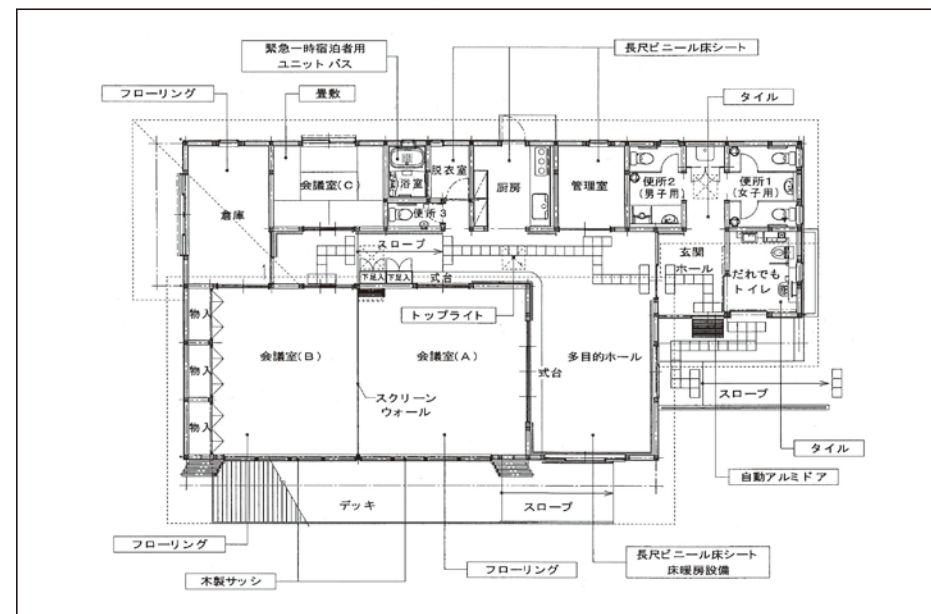 緊急一時宿泊者用
ユニット バス
長尺ビニール床シート
フローリング
畳敷
タイル
会議室(C)
浴室
脱衣室
厨房
管理室
便所2
(男子用)
便所1
(女子用)
便所3
倉庫
スロープ
玄関
ホール
だれでも
トイレ
下足入
下足入
式台
トップライト
物入
物入
物入
会議室(B)
会議室(A)
多目的ホール
式台
スクリーン
ウォール
スロープ
タイル
自動アルミドア
デッキ
スロープ
フローリング
木製サッシ
フローリング
長尺ビニール床シート
床暖房設備